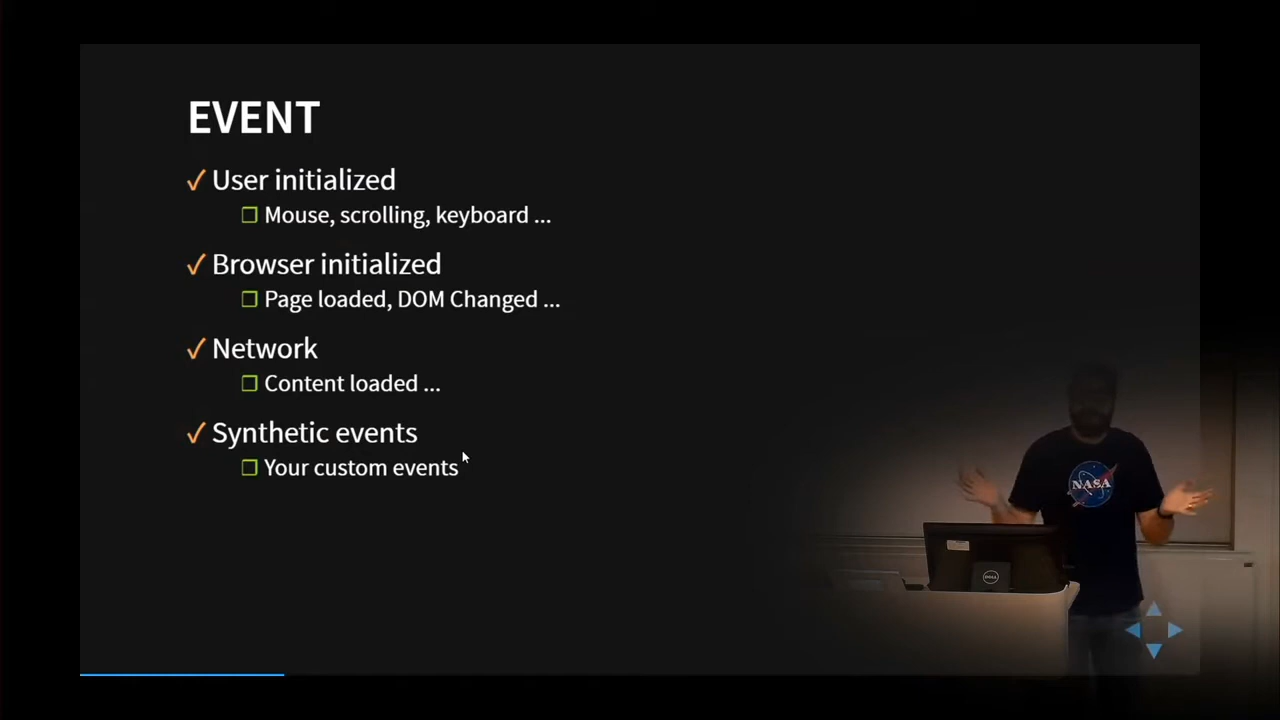 EVENT
✓ User initialized
❐ Mouse, scrolling, keyboard ...
✓ Browser initialized
❐ Page loaded, DOM Changed ...
✓ Network
❐ Content loaded ...
✓ Synthetic events
❐ Your custom events
NASA
DELL